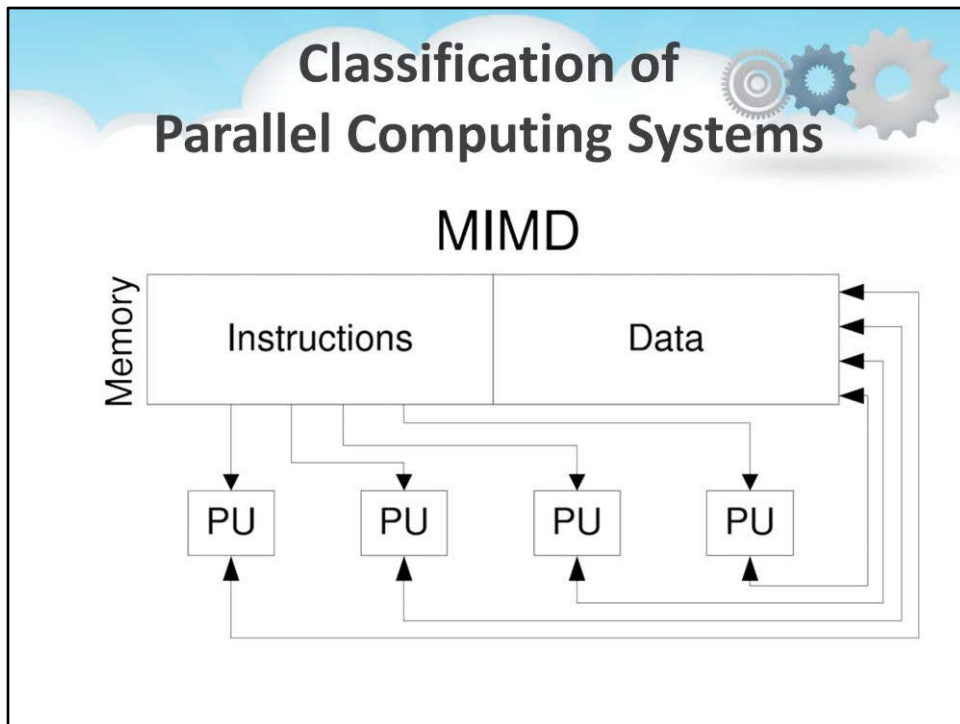 Classification of
Parallel Computing Systems
MIMD
Memory
Instructions
Data
PU
PU
PU
PU